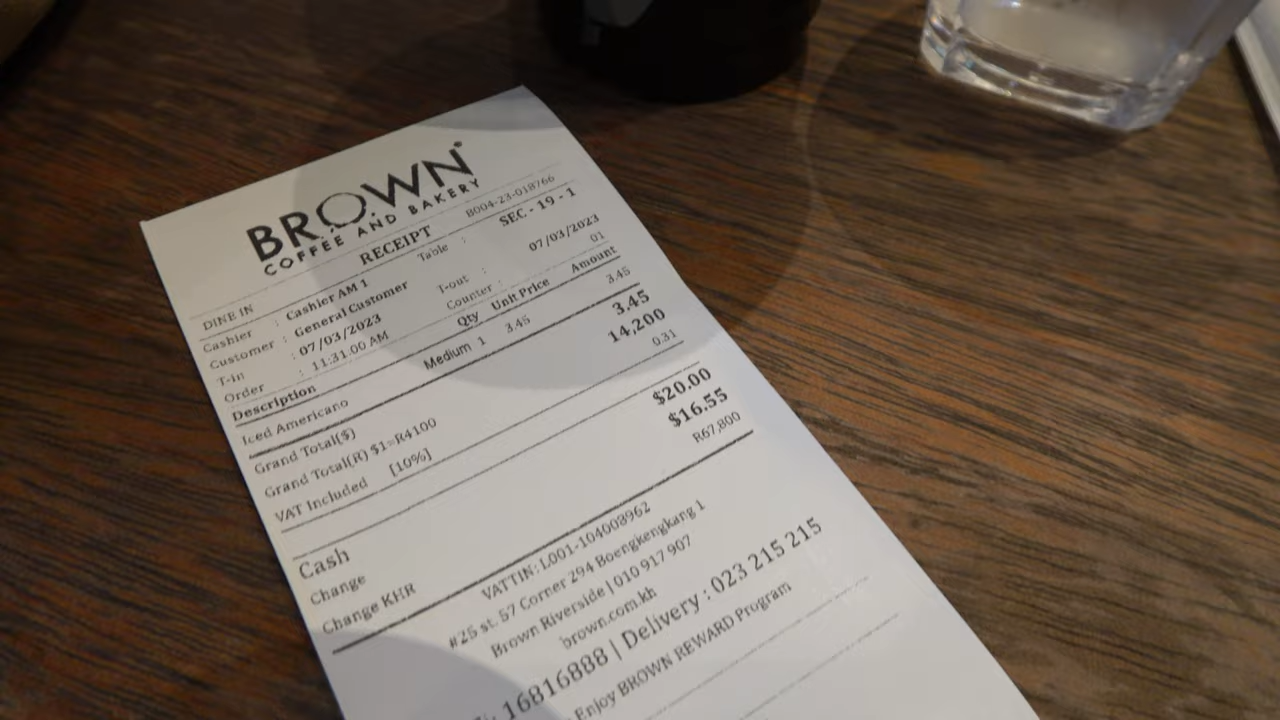 BROWN
COFFEE AND BAKERY
RECEIPT B004-23-018766
DINE IN Table : SEC - 19 - 1
Cashier : Cashier AM 1
Customer : General Customer T-out : 07/03/2023
T-in : 07/03/2023 Counter : 01
Order : 11:31:00 AM
Description Qty Unit Price Amount
Iced Americano Medium 1 3.45 3.45
Grand Total($) 3.45
Grand Total(R) $1=R4100 14,200
VAT Included [10%] 0.31
Cash $20.00
Change $16.55
Change KHR R67,800
VATTIN: L001-104003962
#25 st. 57 Corner 294 Boengkengkang 1
Brown Riverside | 010 917 907
brown.com.kh
16816888 | Delivery : 023 215 215
Enjoy BROWN REWARD Program